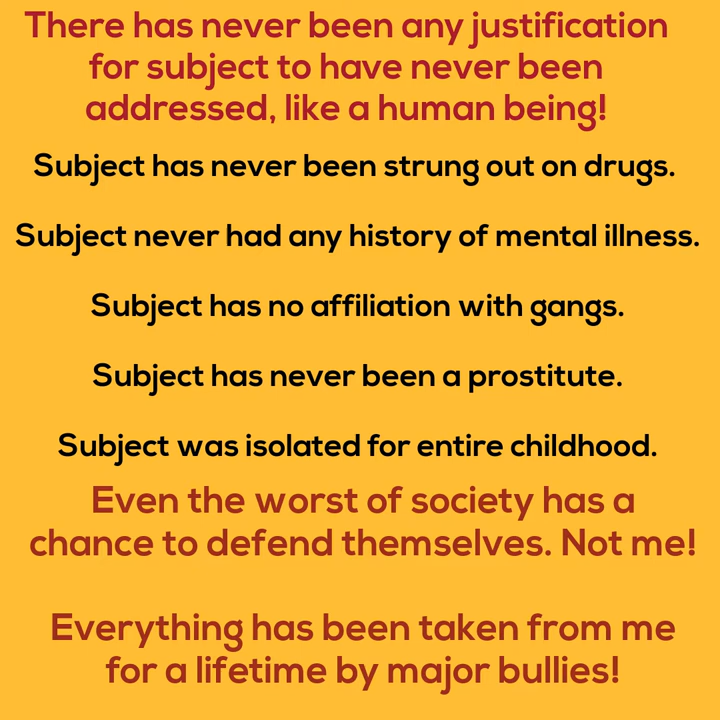 There has never been any justification
for subject to have never been
addressed, like a human being!
Subject has never been strung out on drugs.
Subject never had any history of mental illness.
Subject has no affiliation with gangs.
Subject has never been a prostitute.
Subject was isolated for entire childhood.
Even the worst of society has a
chance to defend themselves. Not me!
Everything has been taken from me
for a lifetime by major bullies!